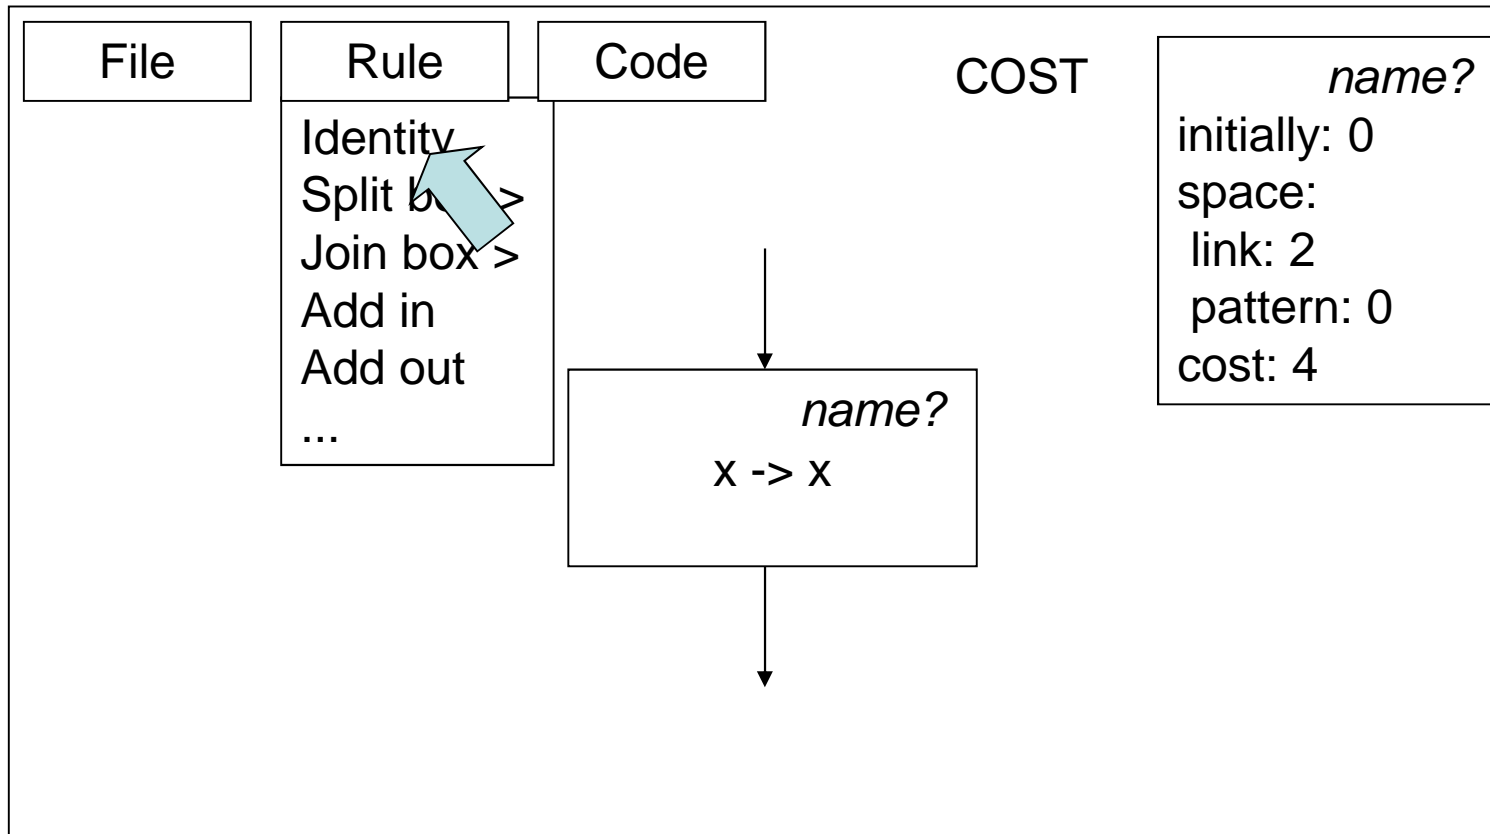 File
Rule
Code
COST
Identity
Split box >
Join box >
Add in
Add out
...
name?
initially: 0
space:
link: 2
pattern: 0
cost: 4
name?
x -> x